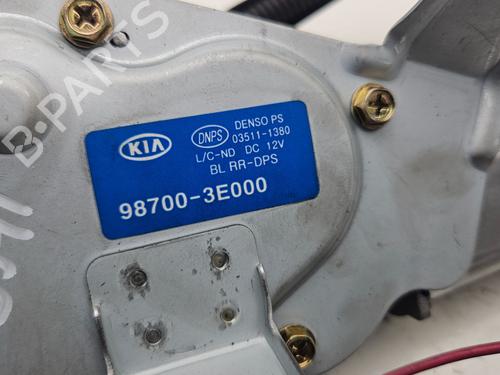 KIA
DNPS
DENSO PS
03511-1380
L/C-ND DC 12V
BL RR-DPS
98700-3E000
B-PARTS